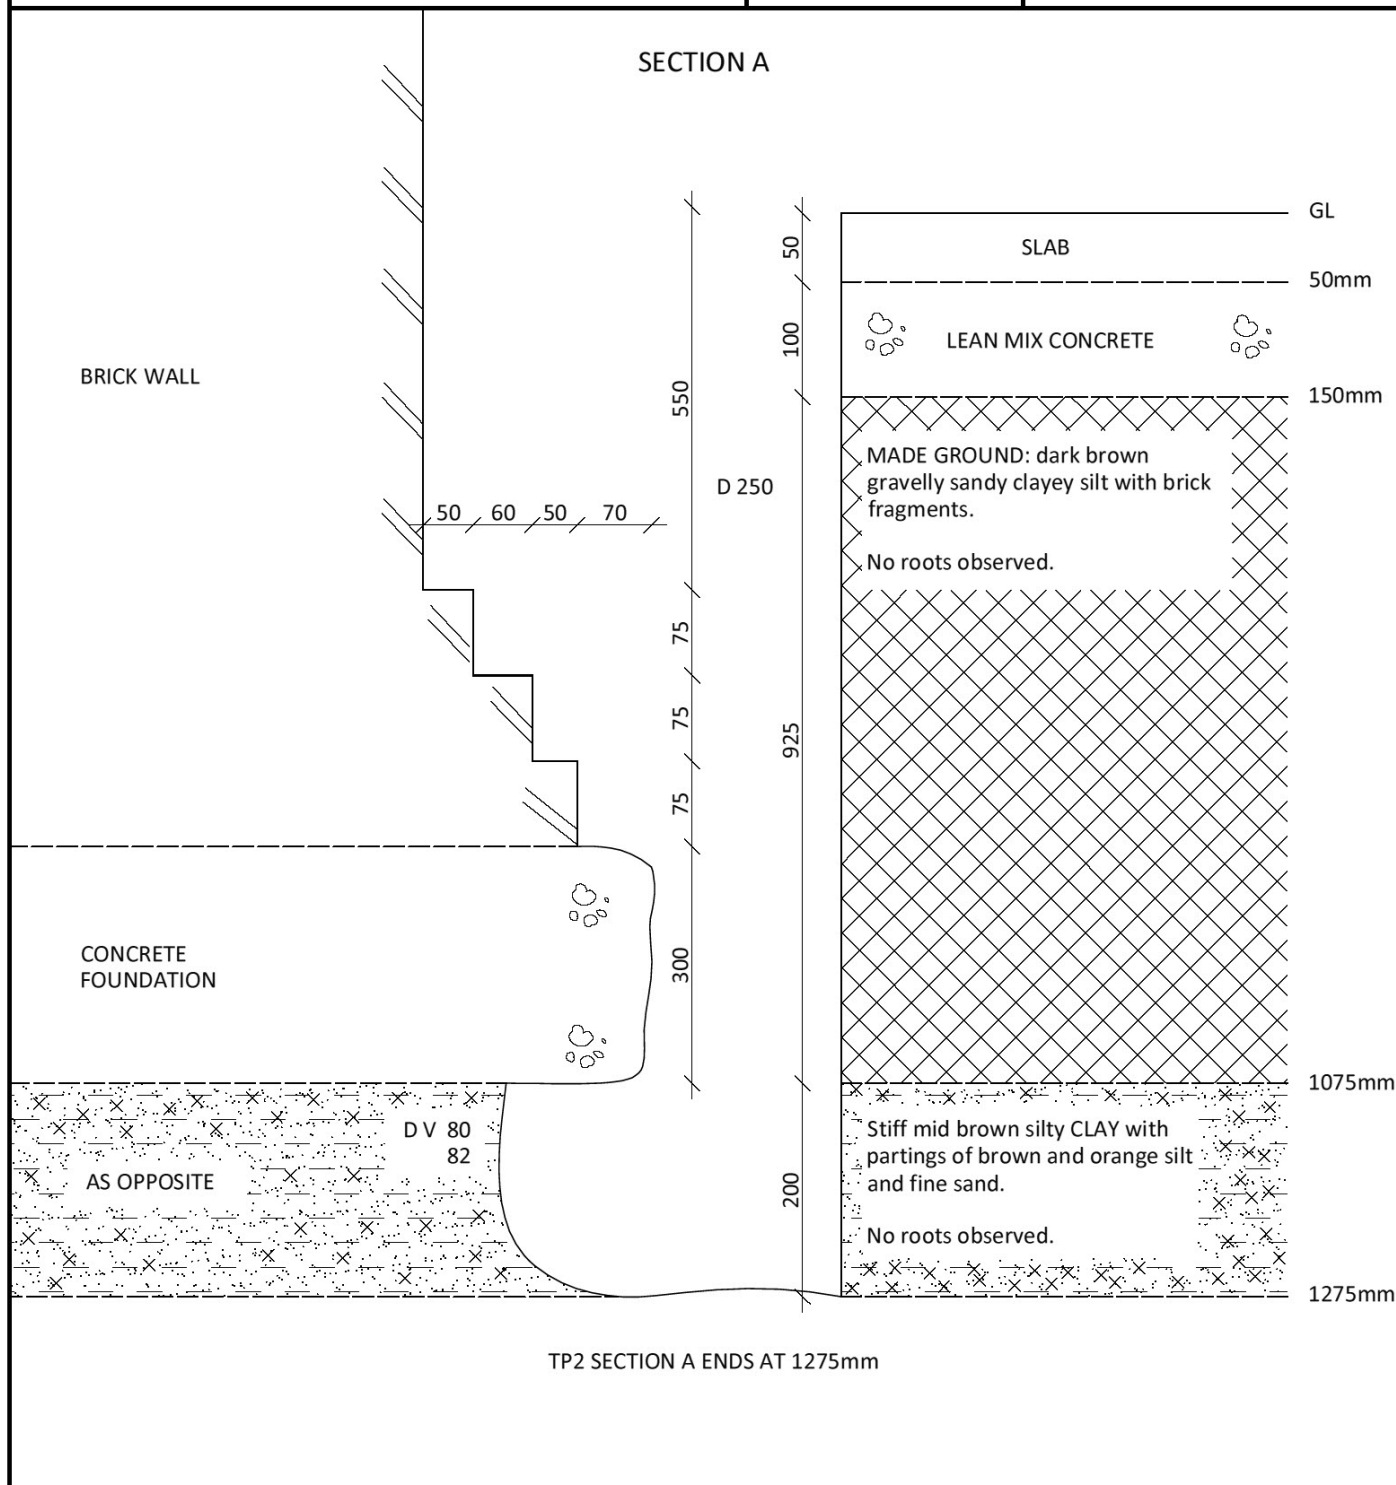 SECTION A
GL
SLAB
50
50mm
100
LEAN MIX CONCRETE
150mm
BRICK WALL
550
D 250
MADE GROUND: dark brown
gravelly sandy clayey silt with brick
fragments.
No roots observed.
50 60 50 70
75
75
75
925
CONCRETE
FOUNDATION
300
1075mm
D V 80
82
AS OPPOSITE
200
Stiff mid brown silty CLAY with
partings of brown and orange silt
and fine sand.
No roots observed.
1275mm
TP2 SECTION A ENDS AT 1275mm